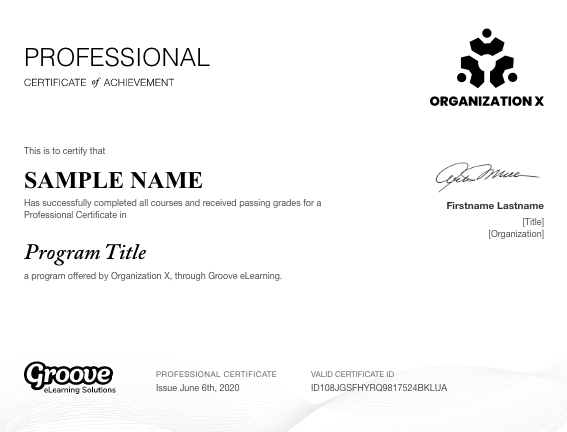 PROFESSIONAL
CERTIFICATE of ACHIEVEMENT
ORGANIZATION X
This is to certify that
SAMPLE NAME
Has successfully completed all courses and received passing grades for a
Professional Certificate in
Program Title
a program offered by Organization X, through Groove eLearning.
Firstname Lastname
[Title]
[Organization]
Groove
eLearning Solutions
PROFESSIONAL CERTIFICATE
Issue June 6th, 2020
VALID CERTIFICATE ID
ID108JGSFHYRQ9817524BKLUA